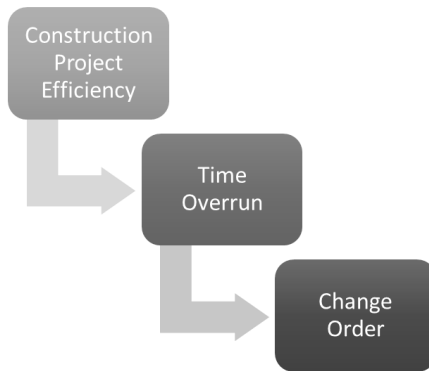 Construction
Project
Efficiency
Time
Overrun
Change
Order